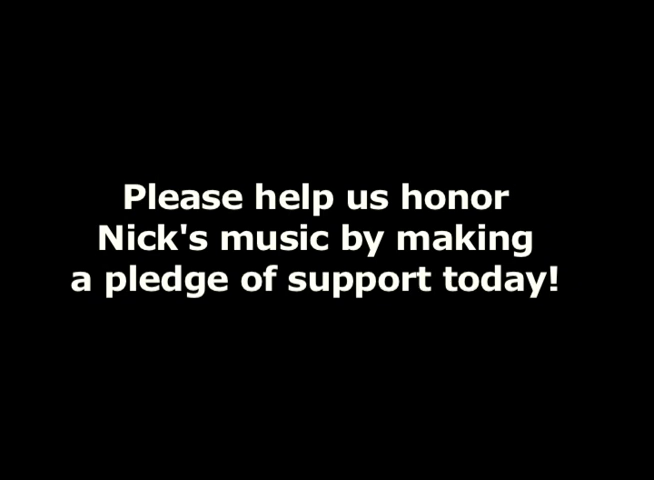 Please help us honor
Nick's music by making
a pledge of support today!